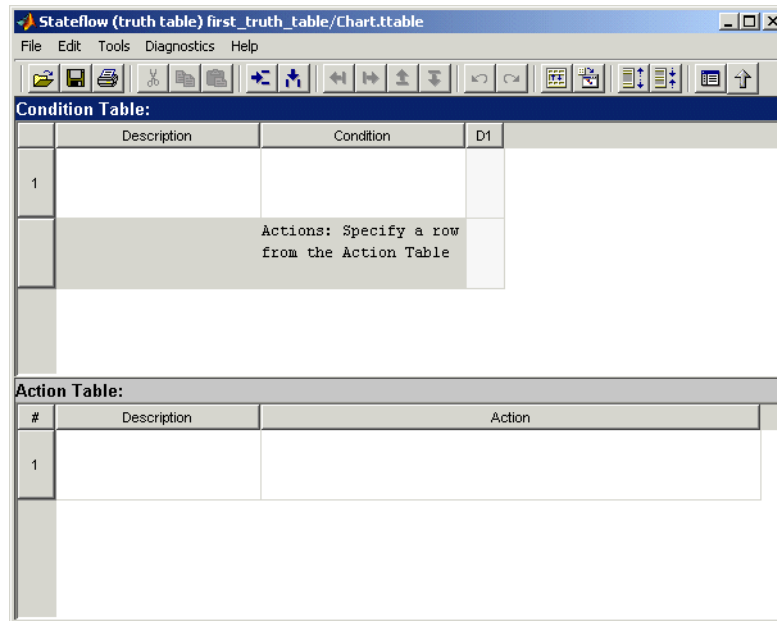 Stateflow (truth table) first_truth_table/Chart.ttable
File Edit Tools Diagnostics Help
Condition Table:
Description Condition D1
1
Actions: Specify a row
from the Action Table
Action Table:
# Description Action
1